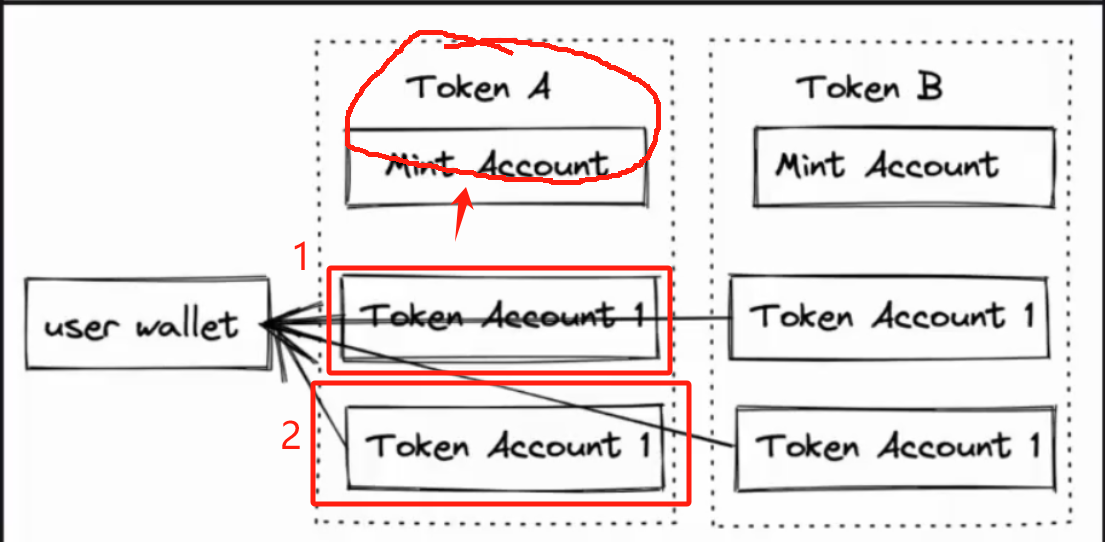 Token A
Mint Account
Token B
Mint Account
1
user wallet
Token Account 1
Token Account 1
2
Token Account 1
Token Account 1